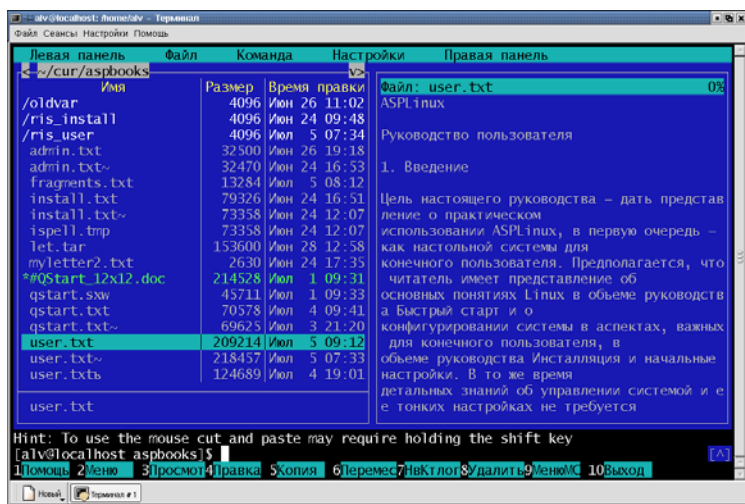 alv@localhost: /home/alv - Терминал
Файл Сеансы Настройки Помощь
Левая панель Файл Команда Настройки Правая панель
<-~/cur/aspbooks v>
Имя Размер Время правки
/oldvar 4096 Июн 26 11:02
/ris_install 4096 Июн 24 09:48
/ris_user 4096 Июл 5 07:34
admin.txt 32500 Июн 26 19:18
admin.txt~ 32470 Июн 24 16:53
fragments.txt 13284 Июл 5 08:12
install.txt 79326 Июн 24 16:51
install.txt~ 73358 Июн 24 12:07
ispell.tmp 73358 Июн 24 12:07
let.tar 153600 Июн 28 12:58
myletter2.txt 2630 Июн 24 17:35
*#QStart_12x12.doc 214528 Июл 1 09:31
qstart.sxw 45711 Июл 1 09:33
qstart.txt 70578 Июл 4 09:41
qstart.txt~ 69625 Июл 3 21:20
user.txt 209214 Июл 5 09:12
user.txt~ 218457 Июл 5 07:33
user.txtъ 124689 Июл 4 19:01
user.txt
Файл: user.txt 0%
ASPLinux
Руководство пользователя
1. Введение
Цель настоящего руководства – дать представ
ление о практическом
использовании ASPLinux, в первую очередь –
как настольной системы для
конечного пользователя. Предполагается, что
читатель имеет представление об
основных понятиях Linux в объеме руководств
а Быстрый старт и о
конфигурировании системы в аспектах, важных
для конечного пользователя, в
объеме руководства Инсталляция и начальные
настройки. В то же время
детальных знаний об управлении системой и е
е тонких настройках не требуется
Hint: To use the mouse cut and paste may require holding the shift key
[alv@localhost aspbooks]$ [^]
1Помощь 2Меню 3Просмот 4Правка 5Копия 6Перемес 7НвКтлог 8Удалить 9МенюMC 10Выход
Новый Терминал # 1